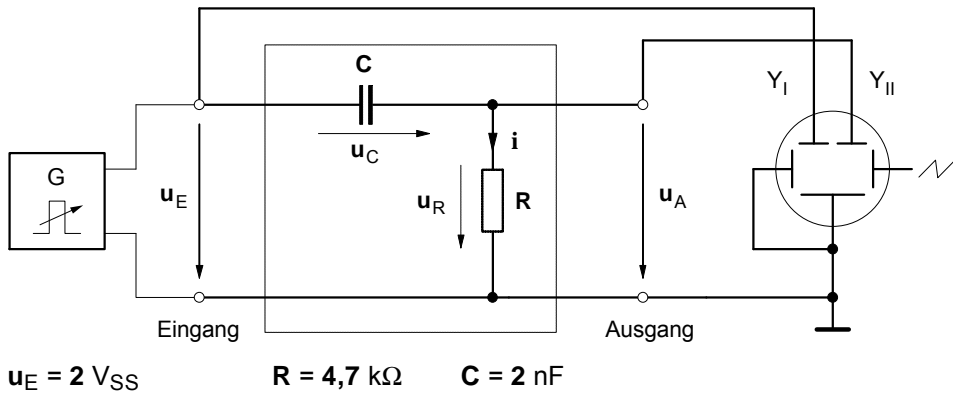 C
Y_I Y_II
u_C
i
G
u_E
u_R
R
u_A
Eingang
Ausgang
u_E = 2 V_SS R = 4,7 kΩ C = 2 nF